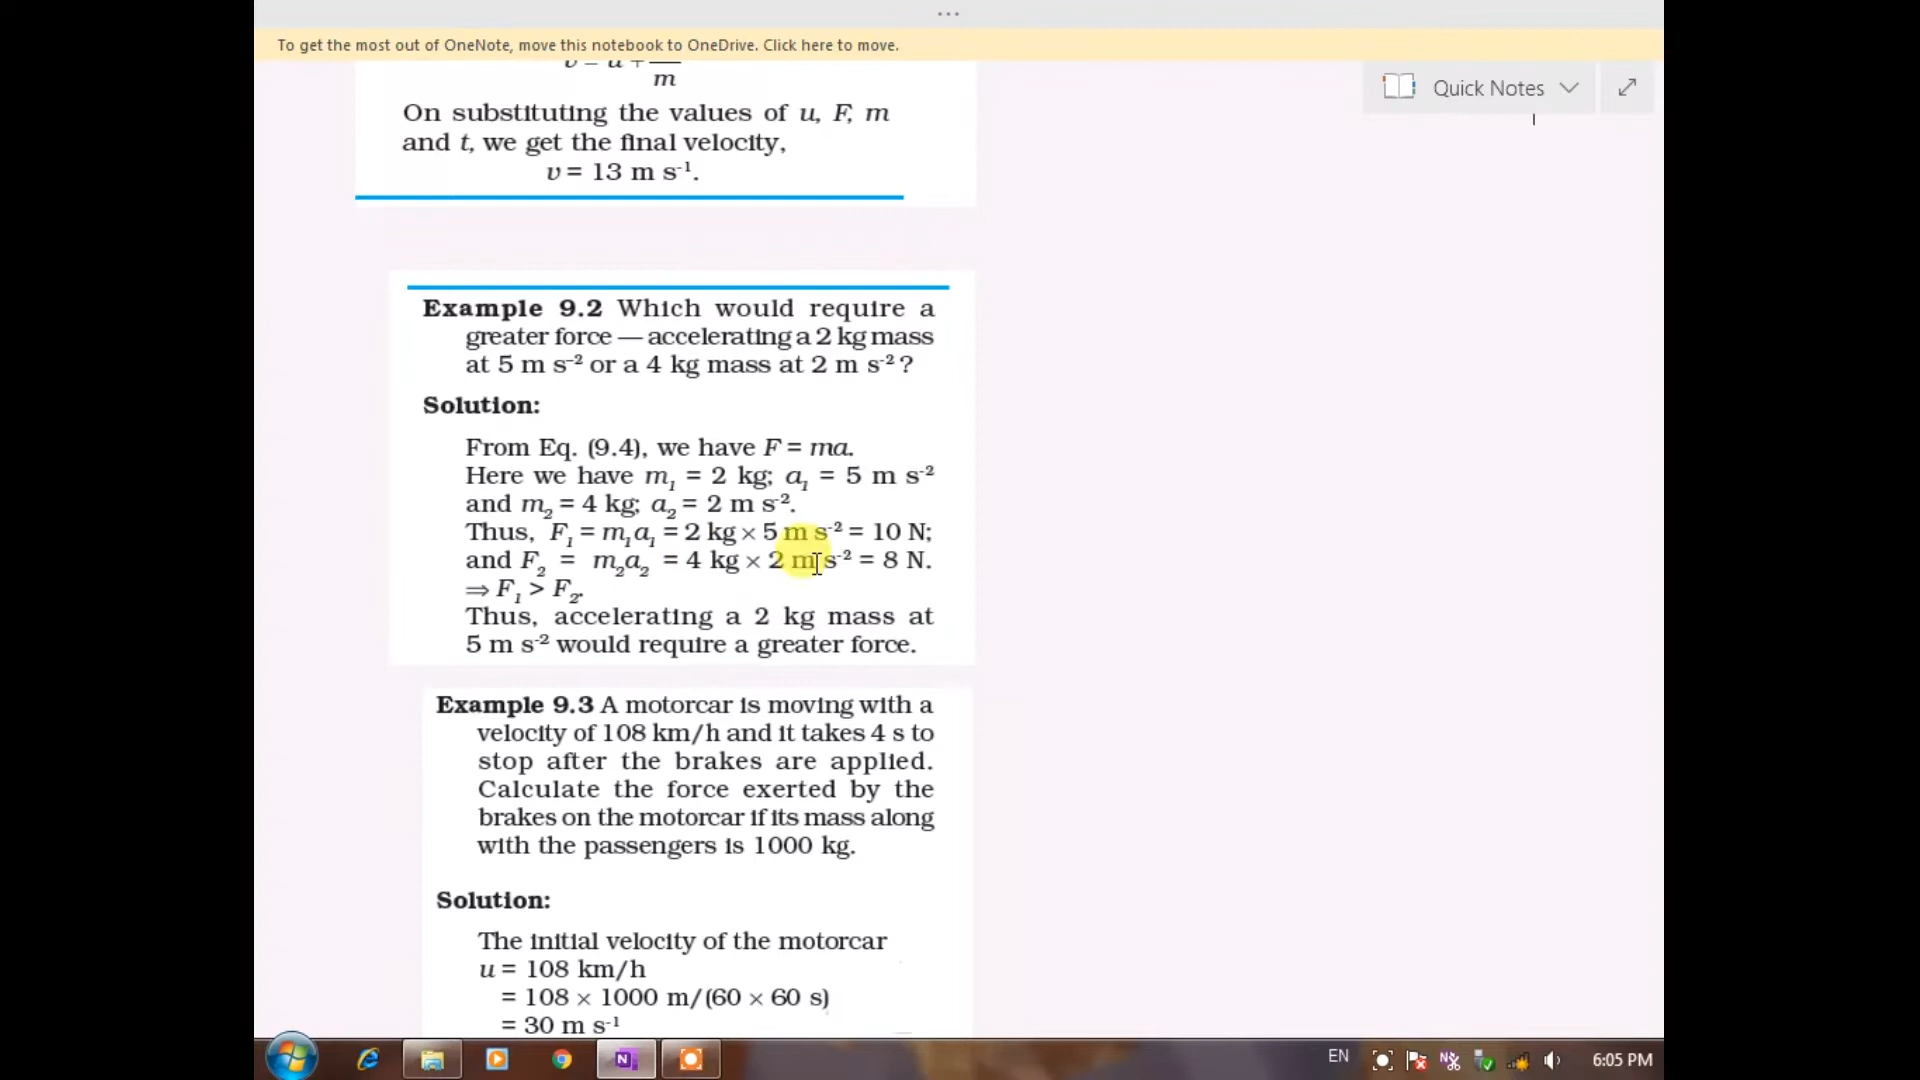 ...
To get the most out of OneNote, move this notebook to OneDrive. Click here to move.
Quick Notes
m
On substituting the values of u, F, m
and t, we get the final velocity,
v = 13 m s⁻¹.
Example 9.2 Which would require a
greater force — accelerating a 2 kg mass
at 5 m s⁻² or a 4 kg mass at 2 m s⁻² ?
Solution:
From Eq. (9.4), we have F = ma.
Here we have m₁ = 2 kg; a₁ = 5 m s⁻²
and m₂ = 4 kg; a₂ = 2 m s⁻².
Thus, F₁ = m₁a₁ = 2 kg × 5 m s⁻² = 10 N;
and F₂ = m₂a₂ = 4 kg × 2 m s⁻² = 8 N.
⇒ F₁ > F₂.
Thus, accelerating a 2 kg mass at
5 m s⁻² would require a greater force.
Example 9.3 A motorcar is moving with a
velocity of 108 km/h and it takes 4 s to
stop after the brakes are applied.
Calculate the force exerted by the
brakes on the motorcar if its mass along
with the passengers is 1000 kg.
Solution:
The initial velocity of the motorcar
u = 108 km/h
= 108 × 1000 m/(60 × 60 s)
= 30 m s⁻¹
EN
6:05 PM